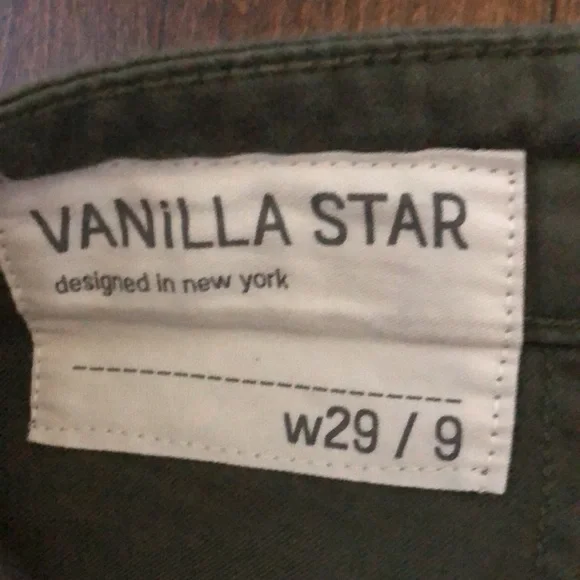 VANiLLA STAR
designed in new york
w29 / 9